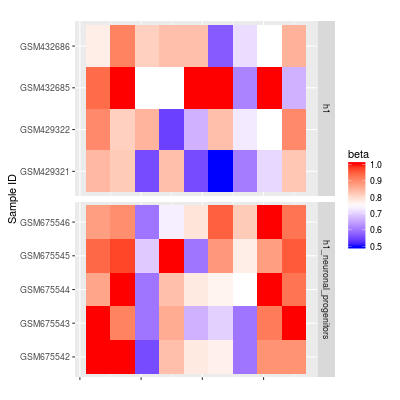 GSM432686
GSM432685
GSM429322
GSM429321
h1
GSM675546
GSM675545
GSM675544
GSM675543
GSM675542
h1_neuronal_progenitors
Sample ID
beta
1.0
0.9
0.8
0.7
0.6
0.5